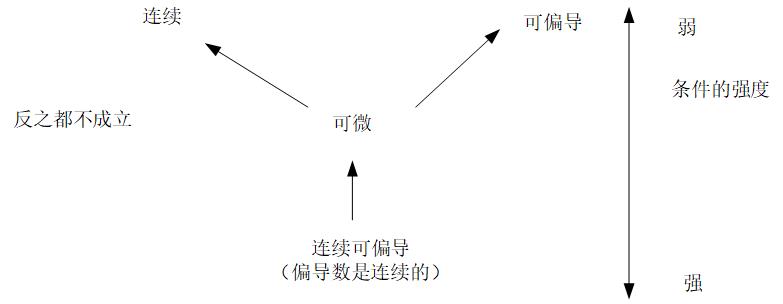 连续
可偏导
弱
条件的强度
反之都不成立
可微
连续可偏导
（偏导数是连续的）
强